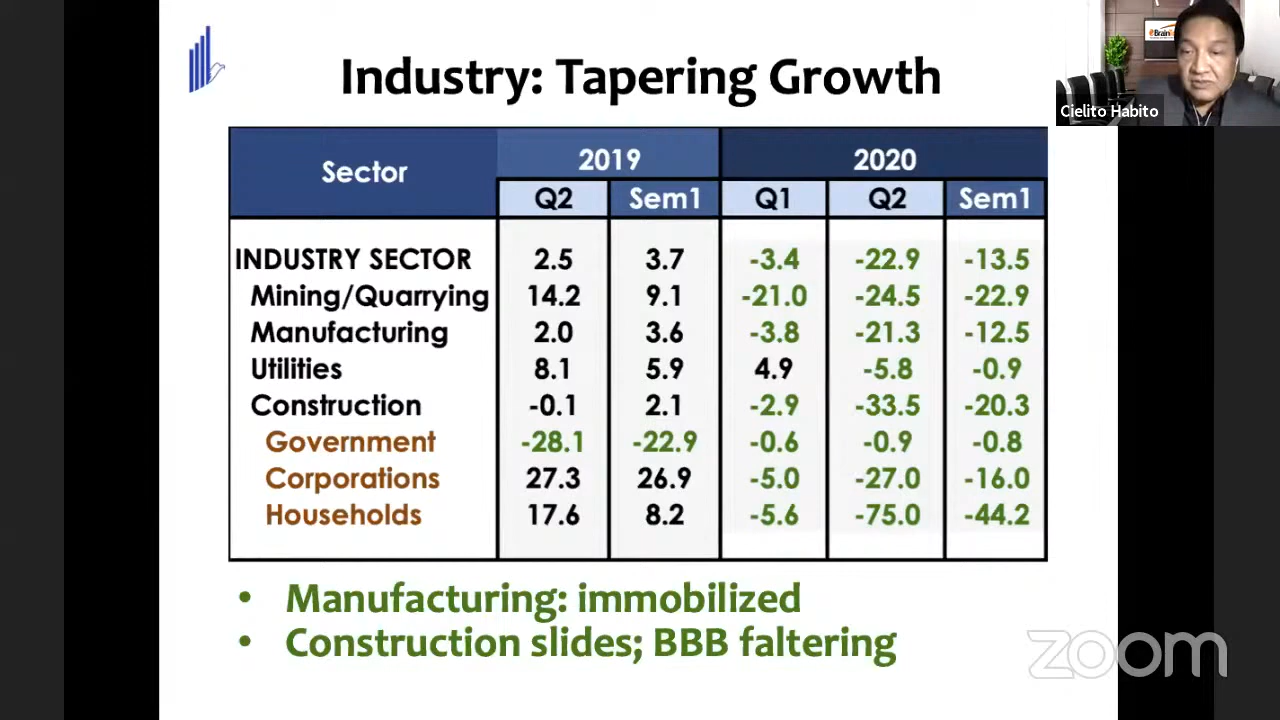 Industry: Tapering Growth
Cielito Habito
Sector 2019 2020
Q2 Sem1 Q1 Q2 Sem1
INDUSTRY SECTOR 2.5 3.7 -3.4 -22.9 -13.5
Mining/Quarrying 14.2 9.1 -21.0 -24.5 -22.9
Manufacturing 2.0 3.6 -3.8 -21.3 -12.5
Utilities 8.1 5.9 4.9 -5.8 -0.9
Construction -0.1 2.1 -2.9 -33.5 -20.3
Government -28.1 -22.9 -0.6 -0.9 -0.8
Corporations 27.3 26.9 -5.0 -27.0 -16.0
Households 17.6 8.2 -5.6 -75.0 -44.2
• Manufacturing: immobilized
• Construction slides; BBB faltering
zoom